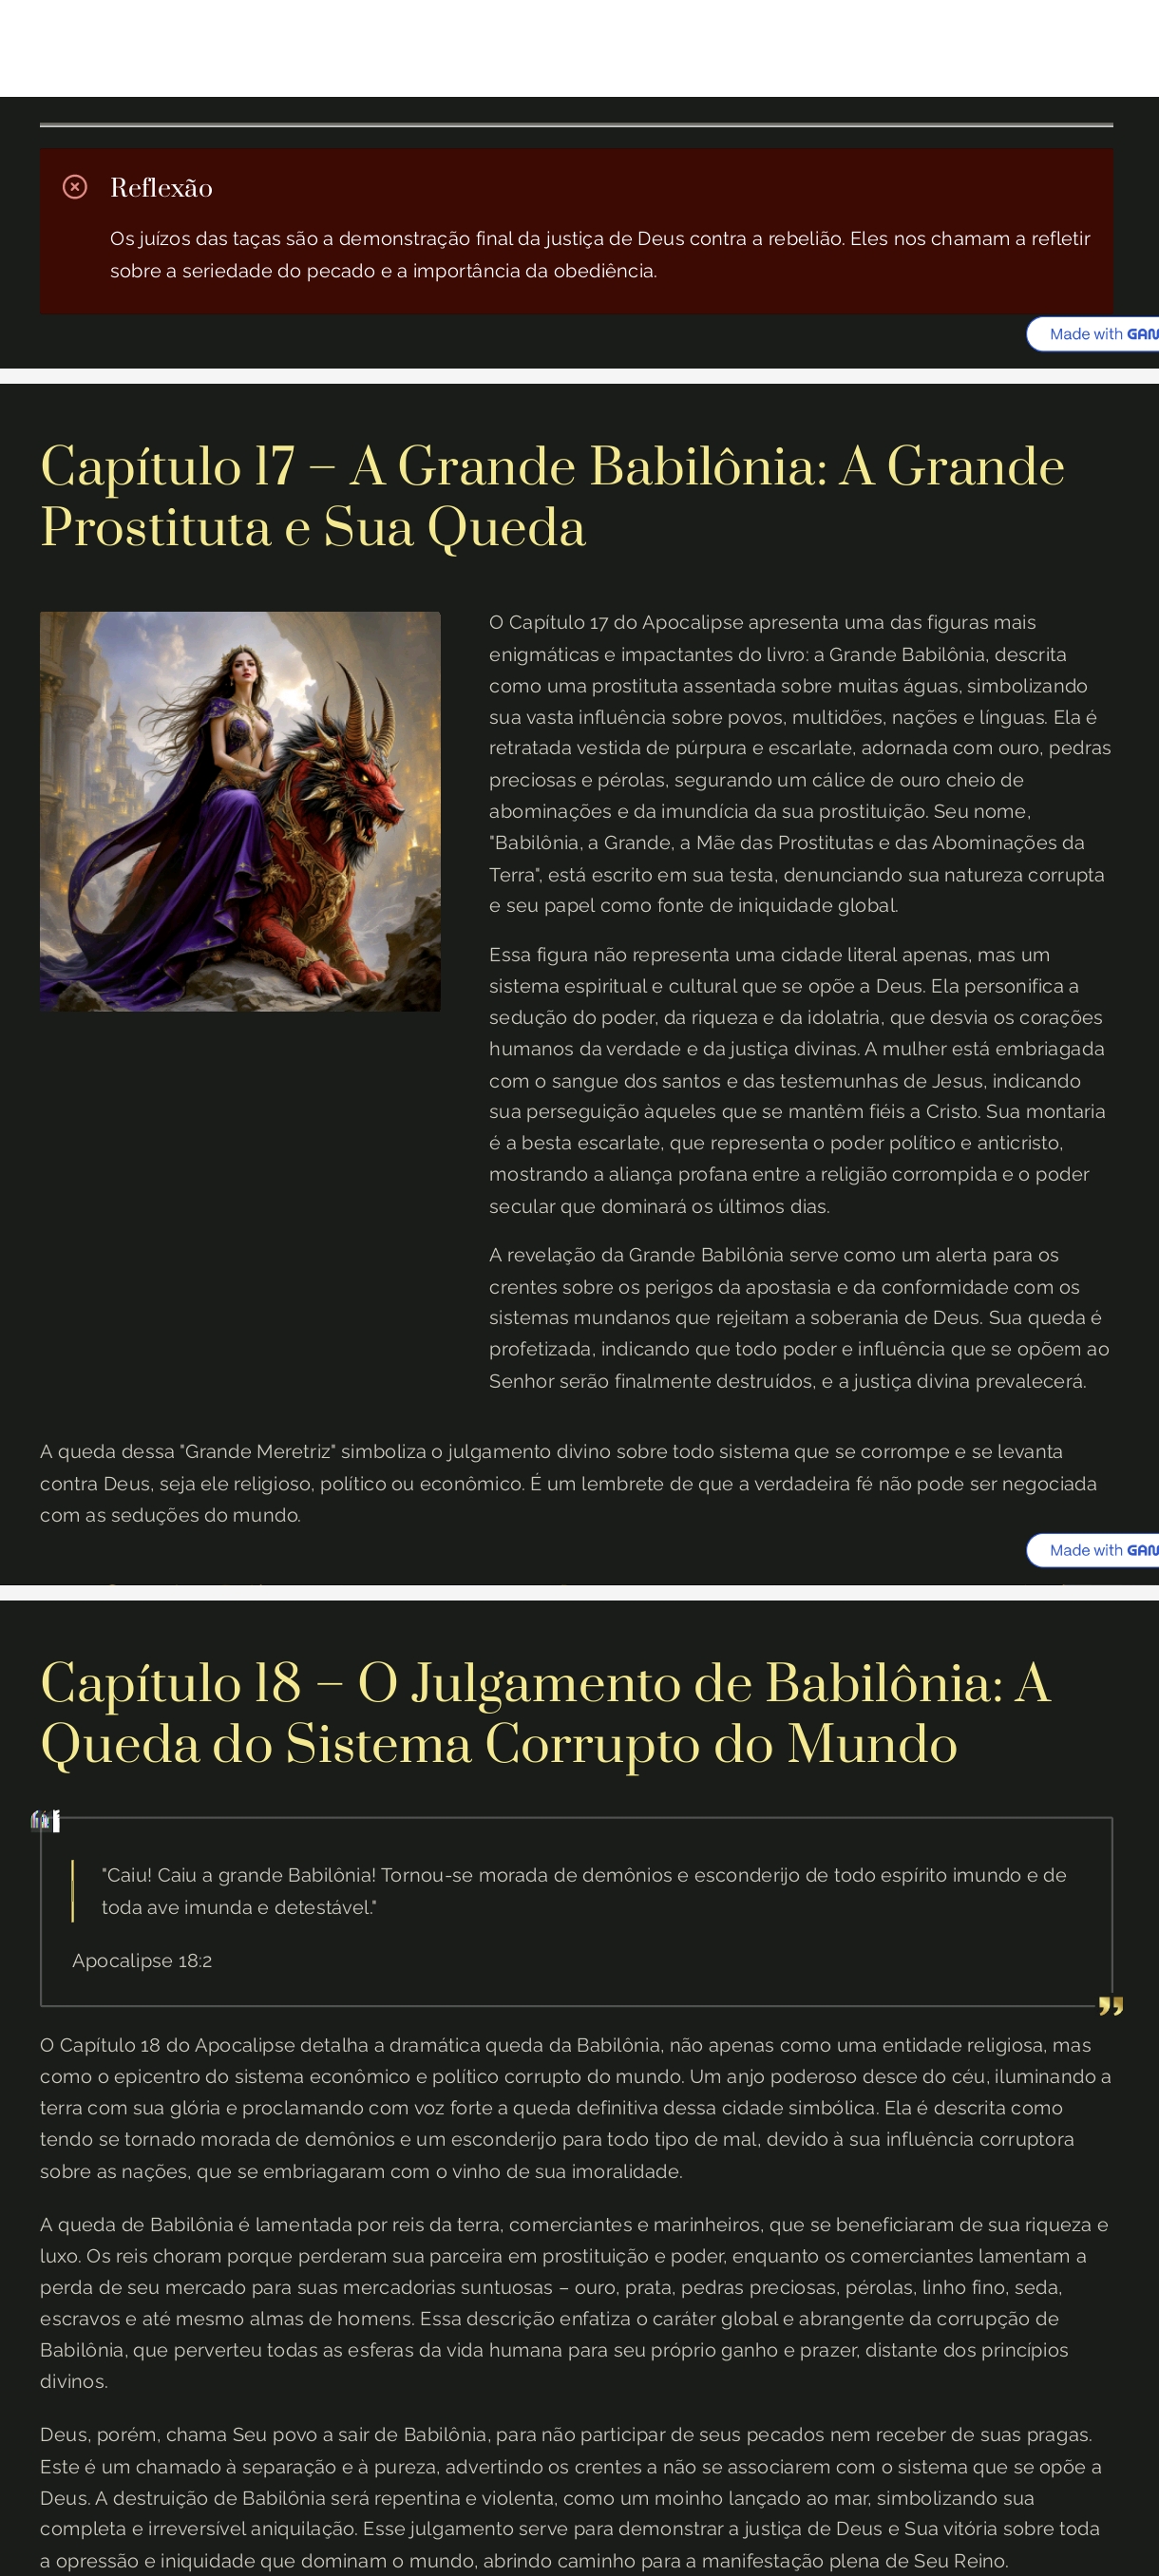 Reflexão
Os juízos das taças são a demonstração final da justiça de Deus contra a rebelião. Eles nos chamam a refletir
sobre a seriedade do pecado e a importância da obediência.
Made with
Capítulo 17 – A Grande Babilônia: A Grande
Prostituta e Sua Queda
O Capítulo 17 do Apocalipse apresenta uma das figuras mais
enigmáticas e impactantes do livro: a Grande Babilônia, descrita
como uma prostituta assentada sobre muitas águas, simbolizando
sua vasta influência sobre povos, multidões, nações e línguas. Ela é
retratada vestida de púrpura e escarlate, adornada com ouro, pedras
preciosas e pérolas, segurando um cálice de ouro cheio de
abominações e da imundícia da sua prostituição. Seu nome,
"Babilônia, a Grande, a Mãe das Prostitutas e das Abominações da
Terra", está escrito em sua testa, denunciando sua natureza corrupta
e seu papel como fonte de iniquidade global.
Essa figura não representa uma cidade literal apenas, mas um
sistema espiritual e cultural que se opõe a Deus. Ela personifica a
sedução do poder, da riqueza e da idolatria, que desvia os corações
humanos da verdade e da justiça divinas. A mulher está embriagada
com o sangue dos santos e das testemunhas de Jesus, indicando
sua perseguição àqueles que se mantêm fiéis a Cristo. Sua montaria
é a besta escarlate, que representa o poder político e anticristo,
mostrando a aliança profana entre a religião corrompida e o poder
secular que dominará os últimos dias.
A revelação da Grande Babilônia serve como um alerta para os
crentes sobre os perigos da apostasia e da conformidade com os
sistemas mundanos que rejeitam a soberania de Deus. Sua queda é
profetizada, indicando que todo poder e influência que se opõem ao
Senhor serão finalmente destruídos, e a justiça divina prevalecerá.
A queda dessa "Grande Meretriz" simboliza o julgamento divino sobre todo sistema que se corrompe e se levanta
contra Deus, seja ele religioso, político ou econômico. É um lembrete de que a verdadeira fé não pode ser negociada
com as seduções do mundo.
Made with
Capítulo 18 – O Julgamento de Babilônia: A
Queda do Sistema Corrupto do Mundo
"Caiu! Caiu a grande Babilônia! Tornou-se morada de demônios e esconderijo de todo espírito imundo e de
toda ave imunda e detestável."
Apocalipse 18:2
O Capítulo 18 do Apocalipse detalha a dramática queda da Babilônia, não apenas como uma entidade religiosa, mas
como o epicentro do sistema econômico e político corrupto do mundo. Um anjo poderoso desce do céu, iluminando a
terra com sua glória e proclamando com voz forte a queda definitiva dessa cidade simbólica. Ela é descrita como
tendo se tornado morada de demônios e um esconderijo para todo tipo de mal, devido à sua influência corruptora
sobre as nações, que se embriagaram com o vinho de sua imoralidade.
A queda de Babilônia é lamentada por reis da terra, comerciantes e marinheiros, que se beneficiaram de sua riqueza e
luxo. Os reis choram porque perderam sua parceira em prostituição e poder, enquanto os comerciantes lamentam a
perda de seu mercado para suas mercadorias suntuosas – ouro, prata, pedras preciosas, pérolas, linho fino, seda,
escravos e até mesmo almas de homens. Essa descrição enfatiza o caráter global e abrangente da corrupção de
Babilônia, que perverteu todas as esferas da vida humana para seu próprio ganho e prazer, distante dos princípios
divinos.
Deus, porém, chama Seu povo a sair de Babilônia, para não participar de seus pecados nem receber de suas pragas.
Este é um chamado à separação e à pureza, advertindo os crentes a não se associarem com o sistema que se opõe a
Deus. A destruição de Babilônia será repentina e violenta, como um moinho lançado ao mar, simbolizando sua
completa e irreversível aniquilação. Esse julgamento serve para demonstrar a justiça de Deus e Sua vitória sobre toda
a opressão e iniquidade que dominam o mundo, abrindo caminho para a manifestação plena de Seu Reino.